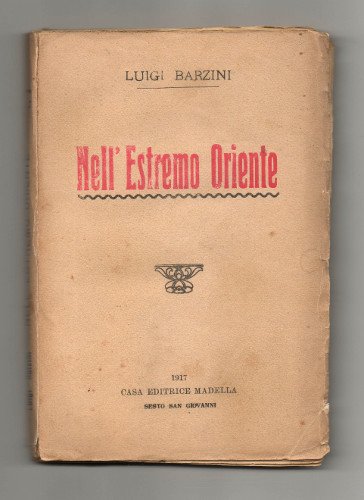 LUIGI BARZINI
Nell' Estremo Oriente
1917
CASA EDITRICE MADELLA
SESTO SAN GIOVANNI